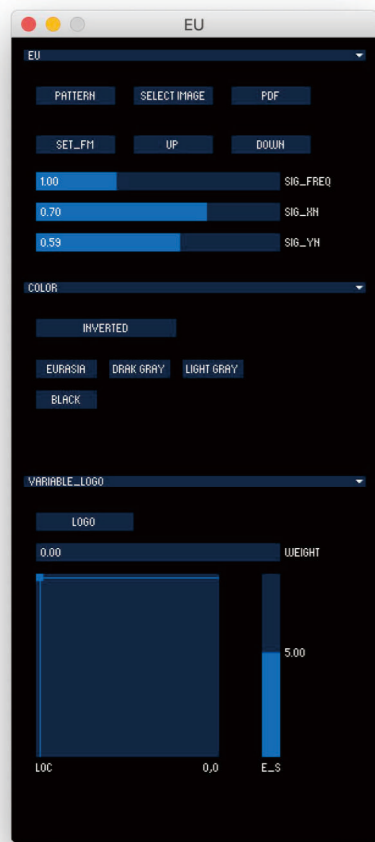 EU
EU
PATTERN SELECT IMAGE PDF
SET_FM UP DOWN
1.00 SIG_FREQ
0.70 SIG_XN
0.59 SIG_YN
COLOR
INVERTED
EURASIA DRAK GRAY LIGHT GRAY
BLACK
VARIABLE_LOGO
LOGO
0.00 WEIGHT
5.00
LOC 0,0 E_S